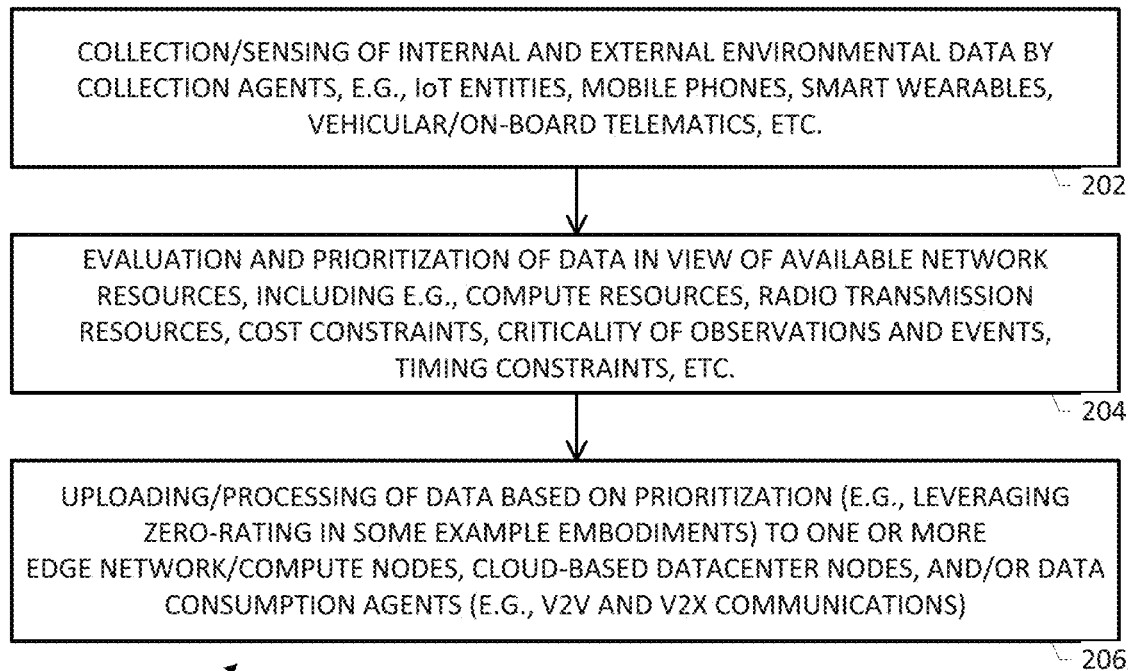 COLLECTION/SENSING OF INTERNAL AND EXTERNAL ENVIRONMENTAL DATA BY
COLLECTION AGENTS, E.G., IoT ENTITIES, MOBILE PHONES, SMART WEARABLES,
VEHICULAR/ON-BOARD TELEMATICS, ETC.
202
EVALUATION AND PRIORITIZATION OF DATA IN VIEW OF AVAILABLE NETWORK
RESOURCES, INCLUDING E.G., COMPUTE RESOURCES, RADIO TRANSMISSION
RESOURCES, COST CONSTRAINTS, CRITICALITY OF OBSERVATIONS AND EVENTS,
TIMING CONSTRAINTS, ETC.
204
UPLOADING/PROCESSING OF DATA BASED ON PRIORITIZATION (E.G., LEVERAGING
ZERO-RATING IN SOME EXAMPLE EMBODIMENTS) TO ONE OR MORE
EDGE NETWORK/COMPUTE NODES, CLOUD-BASED DATACENTER NODES, AND/OR DATA
CONSUMPTION AGENTS (E.G., V2V AND V2X COMMUNICATIONS)
206